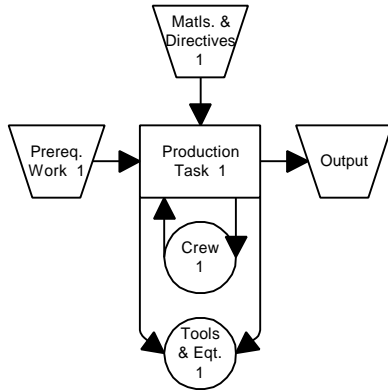 Matls. &
Directives
1
Prereq.
Work 1
Production
Task 1
Output
Crew
1
Tools
& Eqt.
1